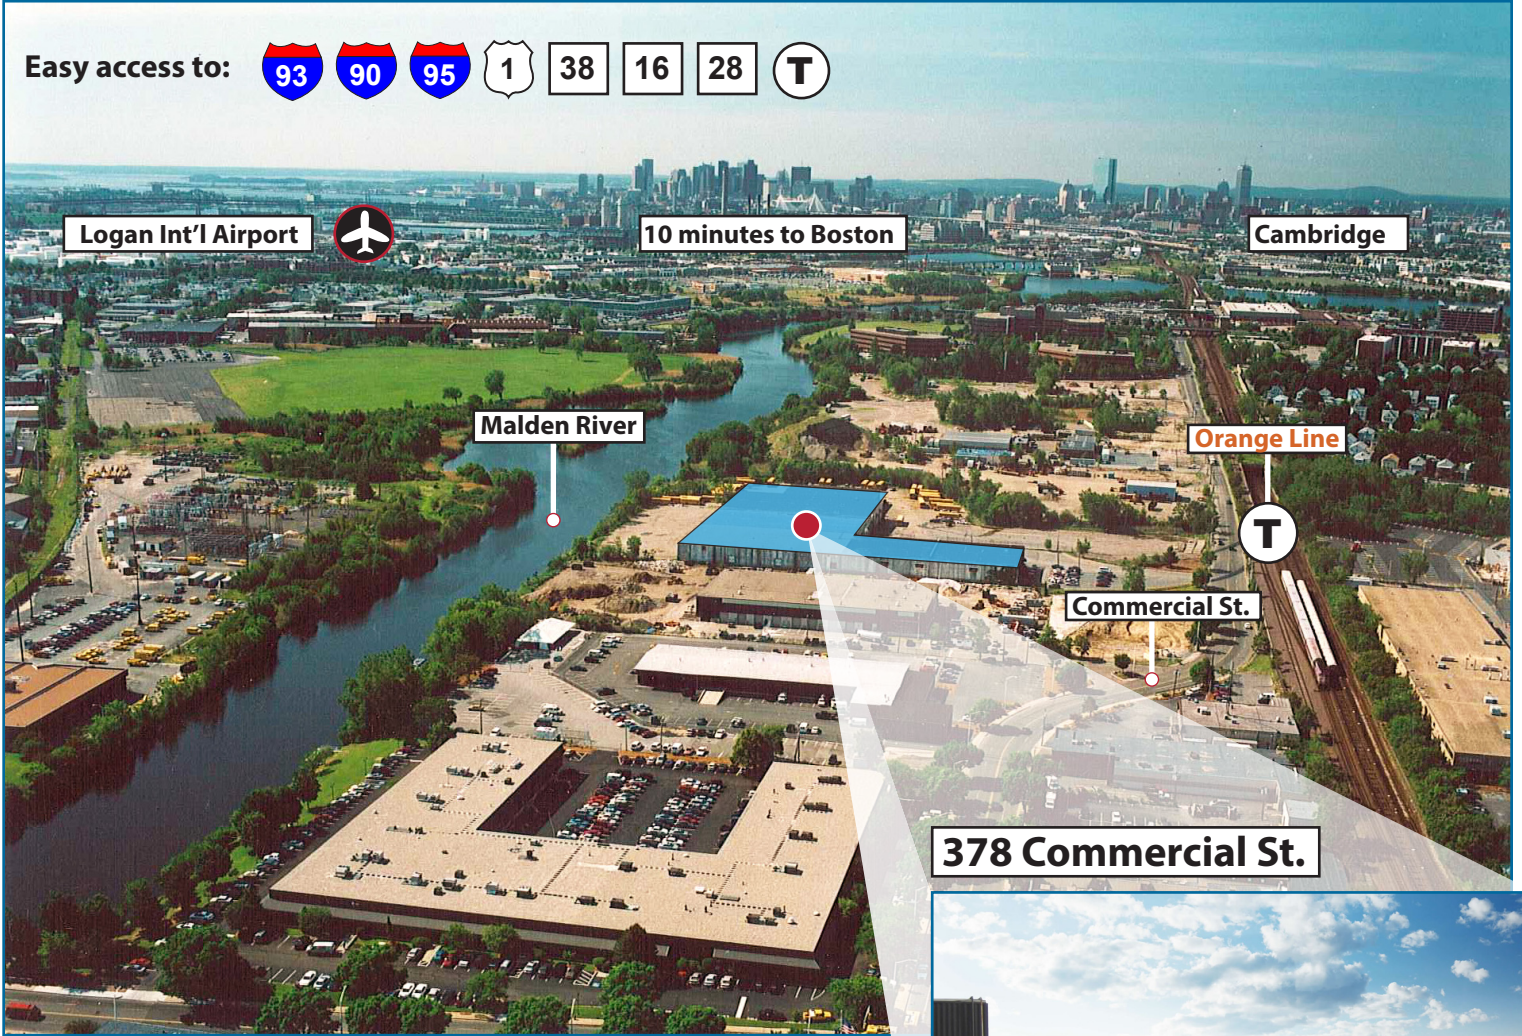 Easy access to: 93 90 95 1 38 16 28 T
Logan Int'l Airport
10 minutes to Boston
Cambridge
Malden River
Orange Line
T
Commercial St.
378 Commercial St.